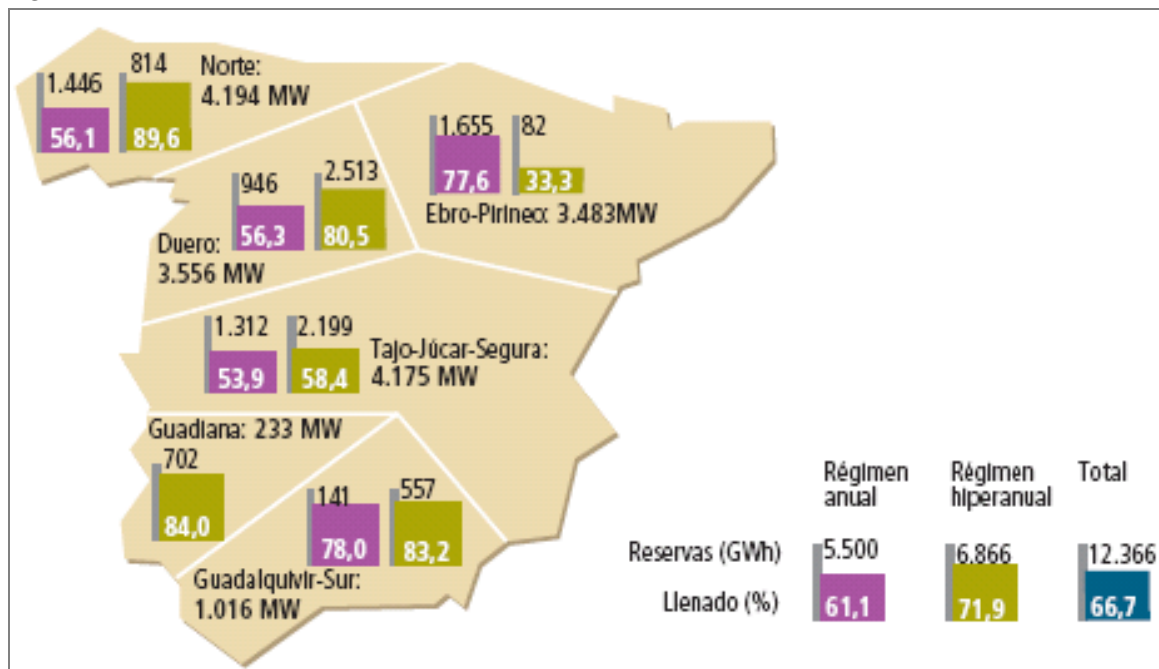 1.446
814
Norte:
4.194 MW
56,1
89,6
1.655
82
77,6
33,3
Ebro-Pirineo: 3.483MW
946
2.513
56,3
80,5
Duero:
3.556 MW
1.312
2.199
53,9
58,4
Tajo-Júcar-Segura:
4.175 MW
Guadiana: 233 MW
702
84,0
141
557
78,0
83,2
Guadalquivir-Sur:
1.016 MW
Régimen
anual
Régimen
hiperanual
Total
Reservas (GWh)
5.500
6.866
12.366
Llenado (%)
61,1
71,9
66,7